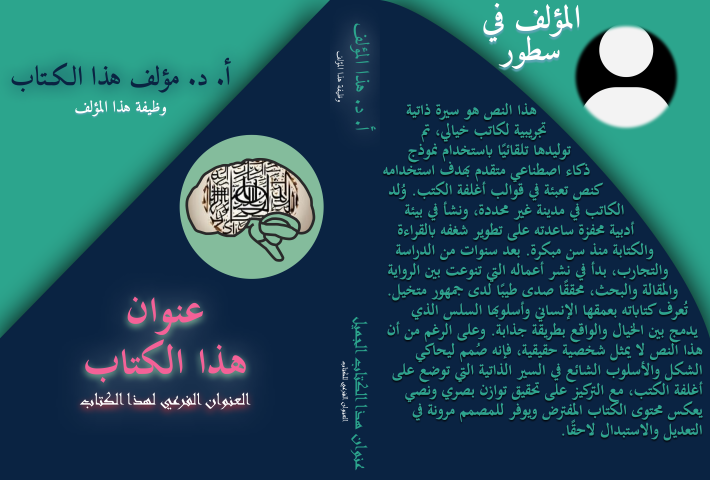 أ. د. مؤلف هذا الكتاب
وظيفة هذا المؤلف
عنوان
هذا الكتاب
العنوان الفرعي لهذا الكتاب
أ. د. هذا المؤلف
وظيفة هذا المؤلف
عنوان هذا الكتاب الجميل
العنوان الفرعي للكتاب
المؤلف في
سطور
هذا النص هو سيرة ذاتية
تجريبية لكاتب خيالي، تم
توليدها تلقائيًا باستخدام نموذج
ذكاء اصطناعي متقدم بهدف استخدامه
كنص تعبئة في قوالب أغلفة الكتب. وُلد
الكاتب في مدينة غير محددة، ونشأ في بيئة
أدبية محفزة ساعدته على تطوير شغفه بالقراءة
والكتابة منذ سن مبكرة. بعد سنوات من الدراسة
والتجارب، بدأ في نشر أعماله التي تنوعت بين الرواية
والمقالة والبحث، محققًا صدى طيبًا لدى جمهور متخيل.
تُعرف كتاباته بعمقها الإنساني وأسلوبها السلس الذي
يدمج بين الخيال والواقع بطريقة جذابة. وعلى الرغم من أن
هذا النص لا يمثل شخصية حقيقية، فإنه صُمم ليحاكي
الشكل والأسلوب الشائع في السير الذاتية التي توضع على
أغلفة الكتب، مع التركيز على تحقيق توازن بصري ونصي
يعكس محتوى الكتاب المفترض ويوفر للمصمم مرونة في
التعديل والاستبدال لاحقًا.